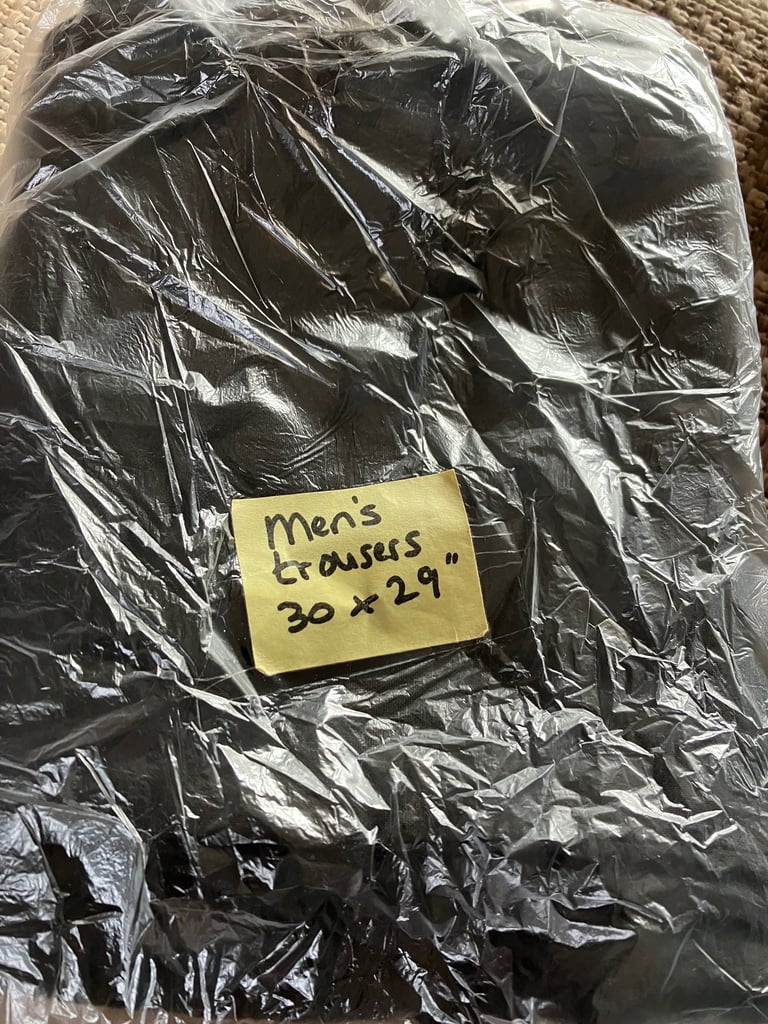 Men's
trousers
30 x 29"